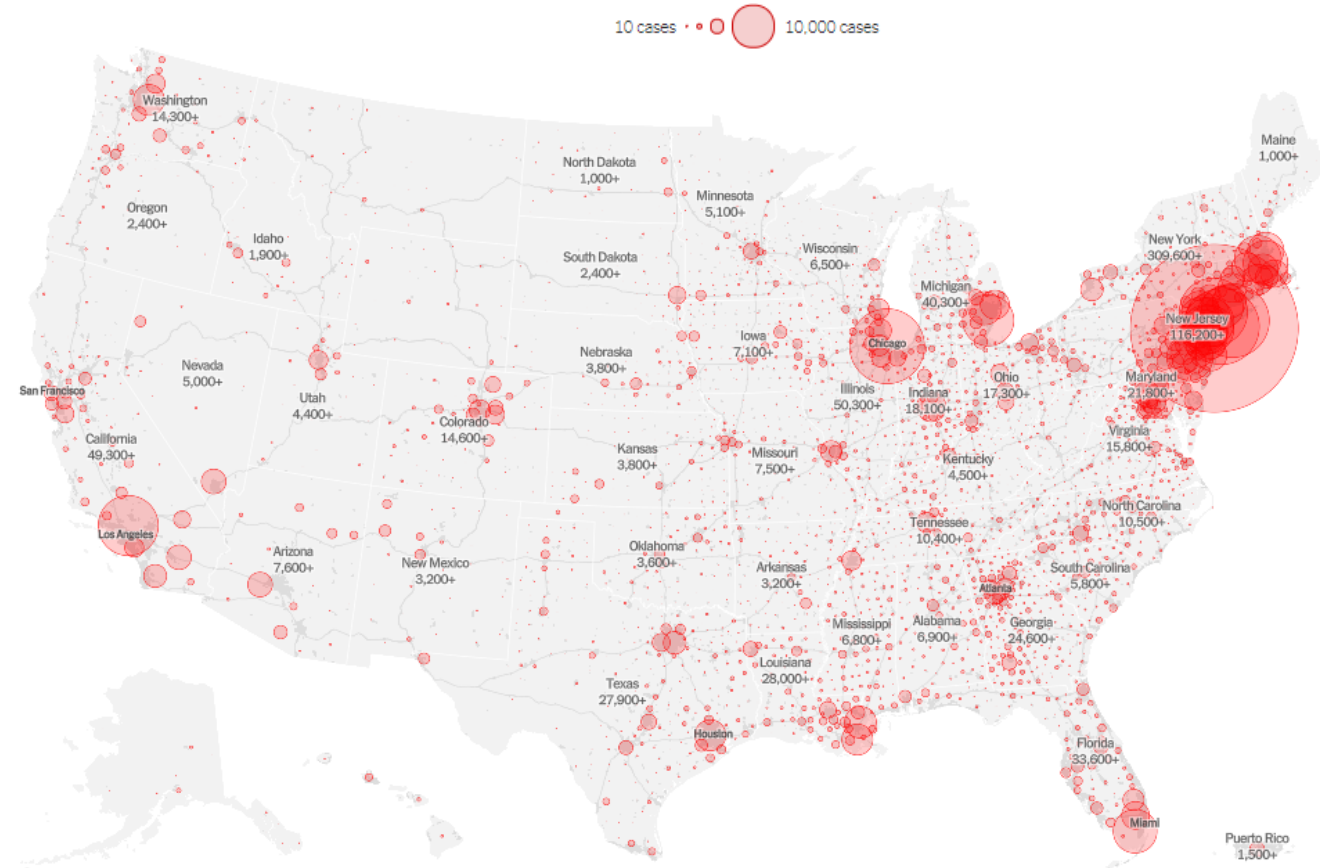 10 cases 10,000 cases
Washington
14,300+
Maine
1,000+
North Dakota
1,000+
Minnesota
5,100+
Oregon
2,400+
Idaho
1,900+
South Dakota
2,400+
Wisconsin
6,500+
New York
309,600+
Michigan
40,300+
New Jersey
116,200+
Chicago
Iowa
7,100+
Nebraska
3,800+
Nevada
5,000+
San Francisco
Utah
4,400+
Illinois
50,300+
Indiana
18,100+
Ohio
17,300+
Maryland
21,800+
Colorado
14,600+
California
49,300+
Kansas
3,800+
Missouri
7,500+
Kentucky
4,500+
Virginia
15,800+
North Carolina
10,500+
Tennessee
10,400+
Los Angeles
Arizona
7,600+
New Mexico
3,200+
Oklahoma
3,600+
Arkansas
3,200+
South Carolina
5,800+
Atlanta
Mississippi
6,800+
Alabama
6,900+
Georgia
24,600+
Louisiana
28,000+
Texas
27,900+
Houston
Florida
33,600+
Miami
Puerto Rico
1,500+